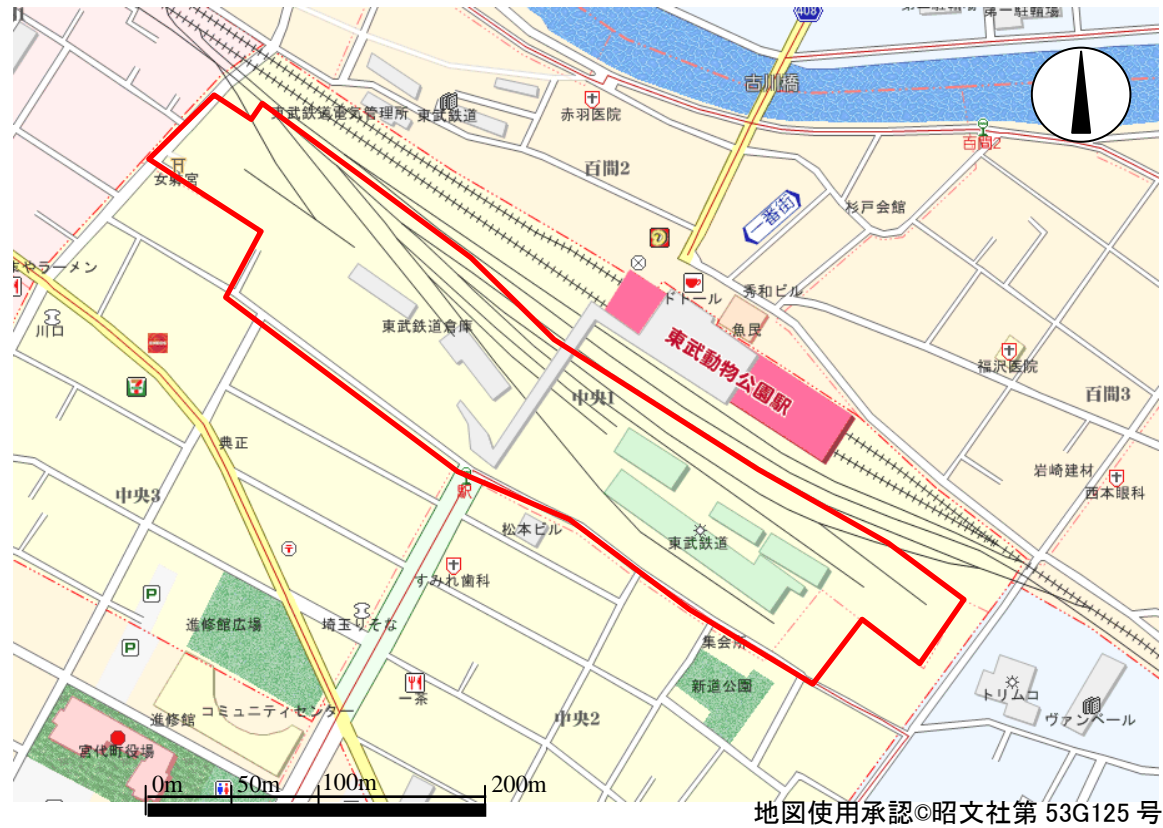 408
第一駐輪場
古川橋
東武鉄道電気管理所
東武鉄道
赤羽医院
百間2
百間2
女躰宮
杉戸会館
一番街
ドトール
秀和ビル
魚民
東武動物公園駅
福沢医院
百間3
川口
東武鉄道倉庫
中央1
岩崎建材
西本眼科
典正
中央3
駅
松本ビル
東武鉄道
すみれ歯科
進修館広場
埼玉りそな
集会所
新道公園
トリムコ
ヴァンベール
一茶
中央2
進修館
コミュニティセンター
宮代町役場
0m 50m 100m 200m
地図使用承認©昭文社第 53G125 号